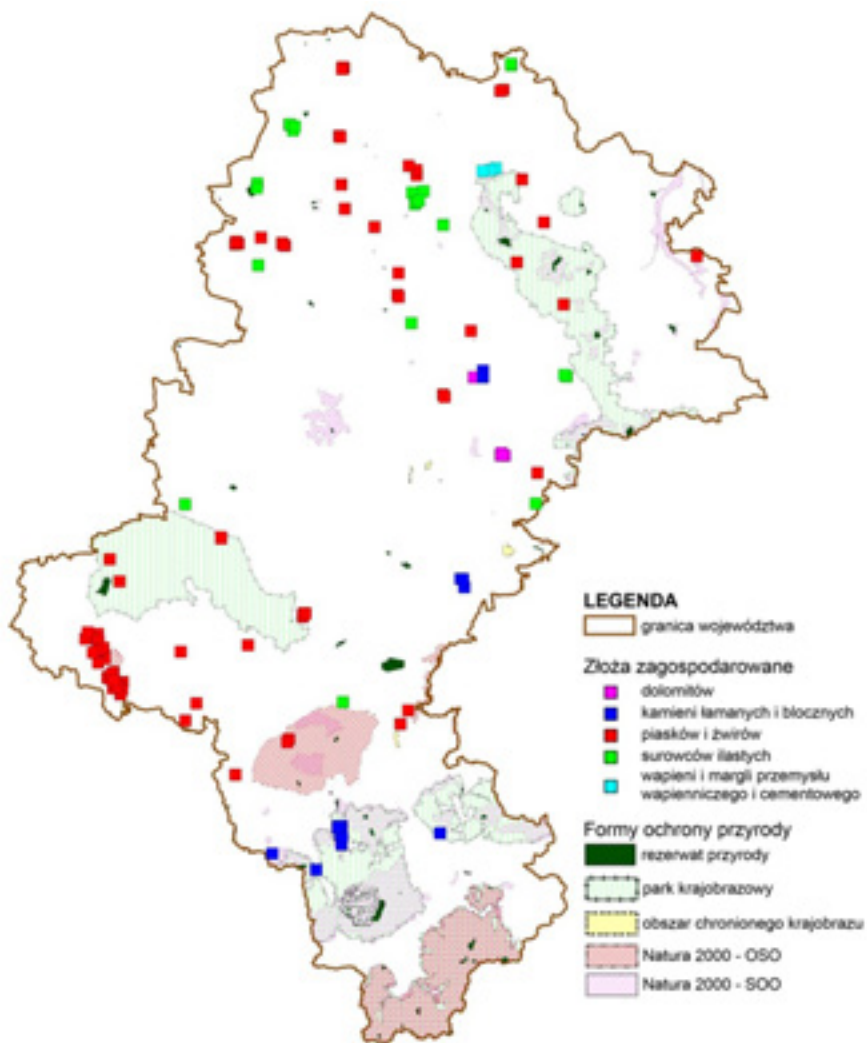 LEGENDA
granica województwa
Złoża zagospodarowane
dolomitów
kamieni łamanych i blocznych
piasków i żwirów
surowców ilastych
wapieni i margli przemysłu
wapienniczego i cementowego
Formy ochrony przyrody
rezerwat przyrody
park krajobrazowy
obszar chronionego krajobrazu
Natura 2000 - OSO
Natura 2000 - SOO